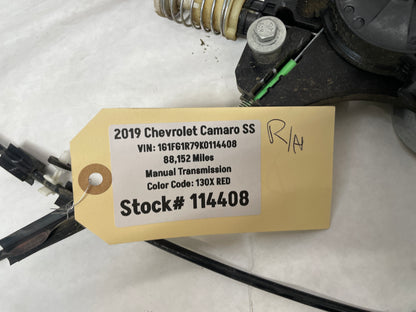 2019 Chevrolet Camaro SS
VIN: 1G1FG1R79K0114408
88,152 Miles
Manual Transmission
Color Code: 130X RED
Stock# 114408
R/H